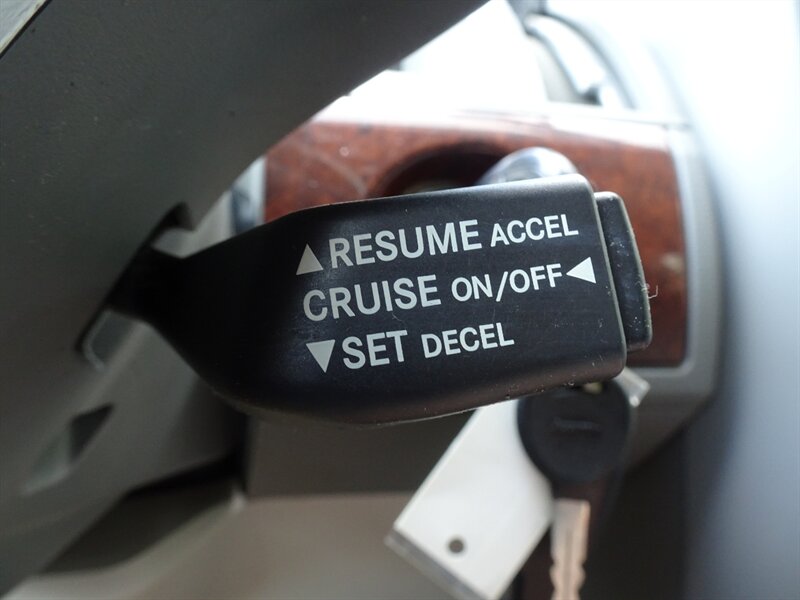 ▲RESUME ACCEL
CRUISE ON/OFF◀
▼SET DECEL